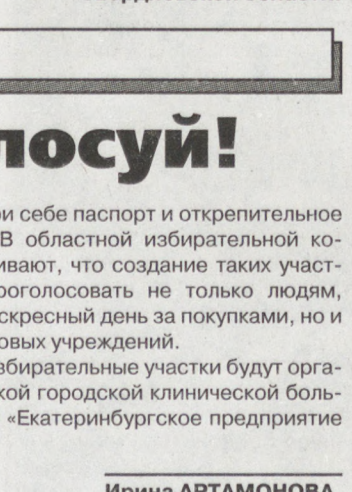 лосуй!
ри себе паспорт и открепительное
В областной избирательной ко-
ивают, что создание таких участ-
роголосовать не только людям,
скресный день за покупками, но и
овых учреждений.
збирательные участки будут орга-
кой городской клинической боль-
«Екатеринбургское предприятие
Ирина АРТАМОНОВА.